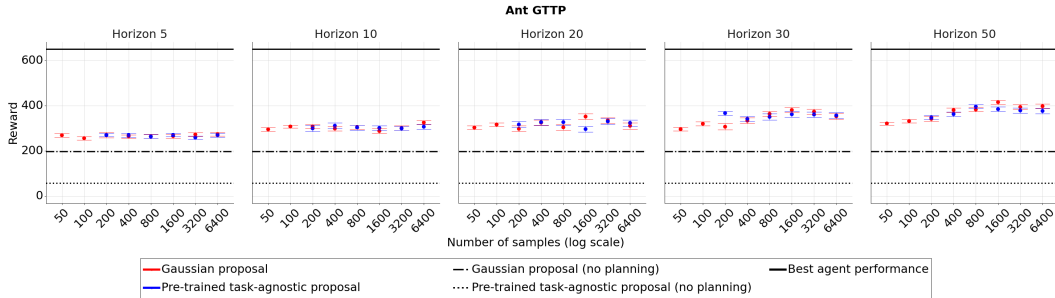 Ant GTTP
Horizon 5 Horizon 10 Horizon 20 Horizon 30 Horizon 50
600
400
200
0
Reward
50 100 200 400 800 1600 3200 6400 50 100 200 400 800 1600 3200 6400 50 100 200 400 800 1600 3200 6400 50 100 200 400 800 1600 3200 6400 50 100 200 400 800 1600 3200 6400
Number of samples (log scale)
Gaussian proposal Gaussian proposal (no planning) Best agent performance
Pre-trained task-agnostic proposal Pre-trained task-agnostic proposal (no planning)